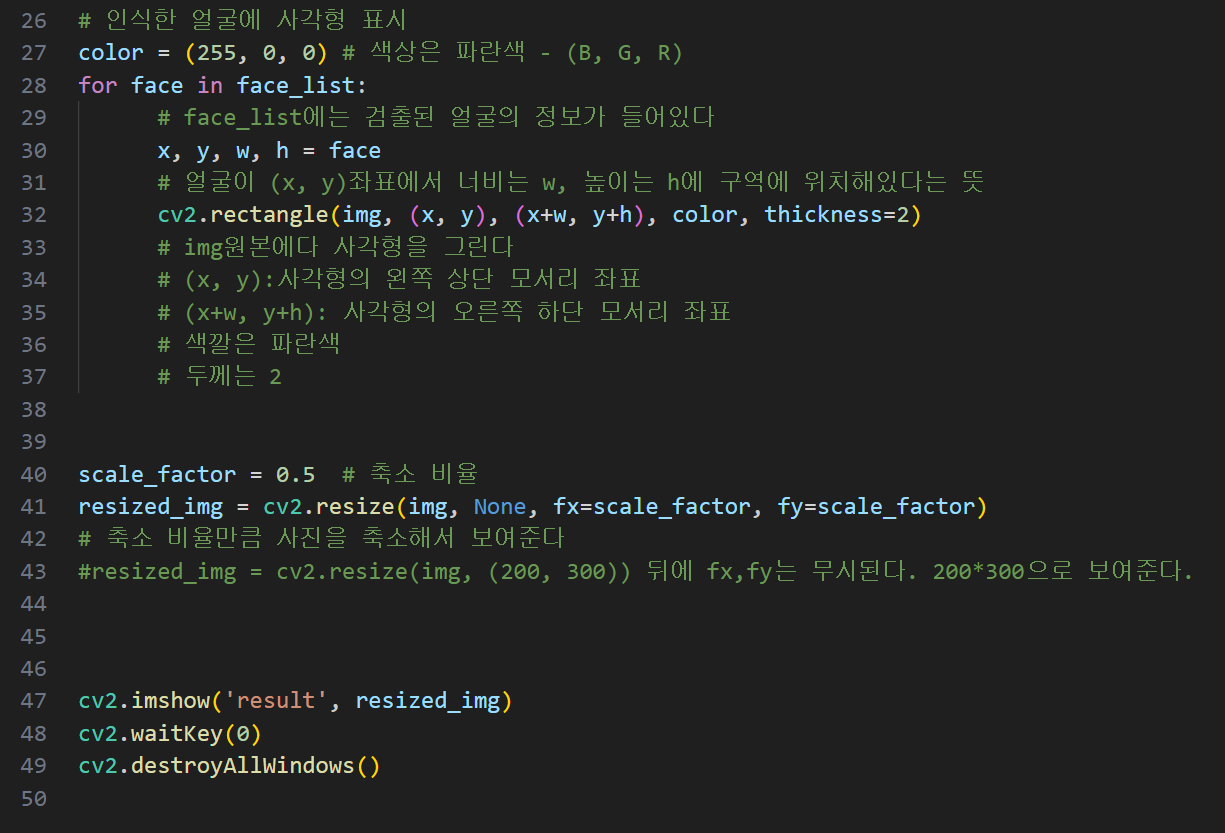 26 # 인식한 얼굴에 사각형 표시
27 color = (255, 0, 0) # 색상은 파란색 - (B, G, R)
28 for face in face_list:
29 # face_list에는 검출된 얼굴의 정보가 들어있다
30 x, y, w, h = face
31 # 얼굴이 (x, y)좌표에서 너비는 w, 높이는 h에 구역에 위치해있다는 뜻
32 cv2.rectangle(img, (x, y), (x+w, y+h), color, thickness=2)
33 # img원본에다 사각형을 그린다
34 # (x, y):사각형의 왼쪽 상단 모서리 좌표
35 # (x+w, y+h): 사각형의 오른쪽 하단 모서리 좌표
36 # 색깔은 파란색
37 # 두께는 2
38
39
40 scale_factor = 0.5 # 축소 비율
41 resized_img = cv2.resize(img, None, fx=scale_factor, fy=scale_factor)
42 # 축소 비율만큼 사진을 축소해서 보여준다
43 #resized_img = cv2.resize(img, (200, 300)) 뒤에 fx,fy는 무시된다. 200*300으로 보여준다.
44
45
46
47 cv2.imshow('result', resized_img)
48 cv2.waitKey(0)
49 cv2.destroyAllWindows()
50